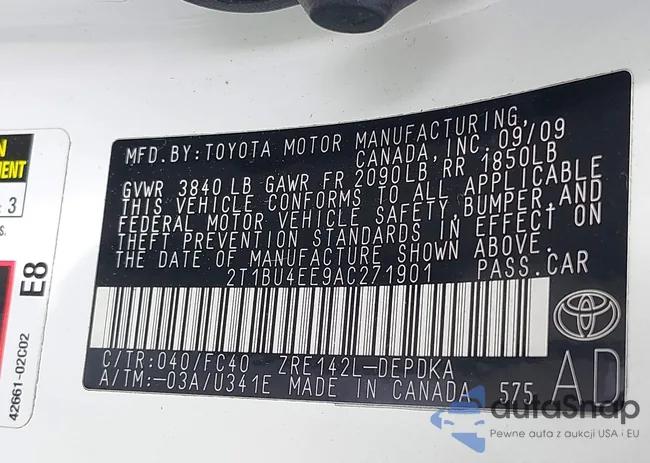 N
MENT
: 3
s.
E8
42661-02C02
MFD. BY: TOYOTA MOTOR MANUFACTURING,
CANADA, INC. 09/09
GVWR 3840 LB GAWR FR 2090LB RR 1850LB
THIS VEHICLE CONFORMS TO ALL APPLICABLE
FEDERAL MOTOR VEHICLE SAFETY, BUMPER, AND
THEFT PREVENTION STANDARDS IN EFFECT ON
THE DATE OF MANUFACTURE SHOWN ABOVE.
2T1BU4EE9AC271901 PASS. CAR
C/TR: 040/FC40 ZRE142L-DEPDKA
A/TM: -03A/U341E MADE IN CANADA 575
AD
autaSnap
Pewne auta z aukcji USA i EU